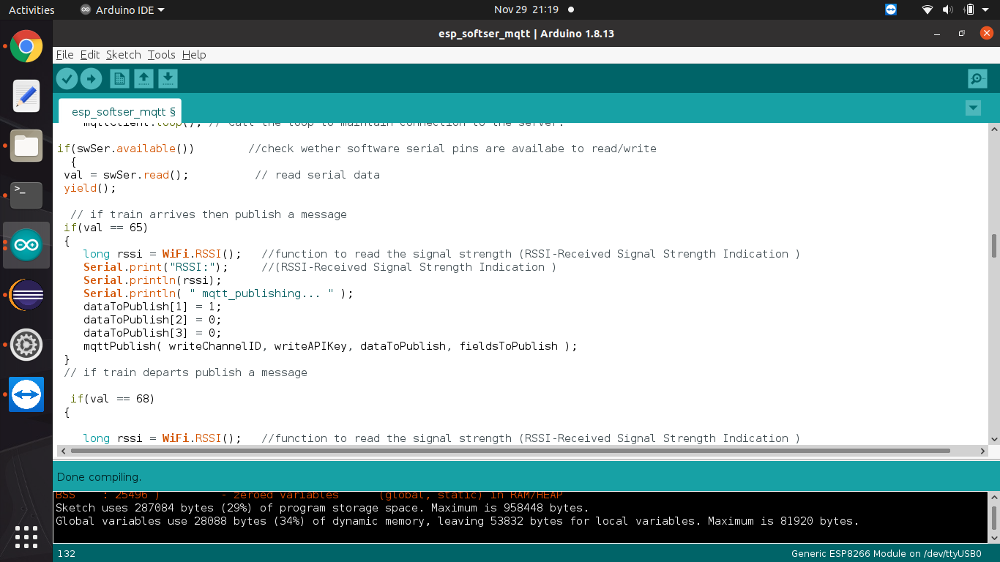 Activities Arduino IDE Nov 29 21:19
esp_softser_mqtt | Arduino 1.8.13
File Edit Sketch Tools Help
esp_softser_mqtt §
mqttClient.loop(); // Call the loop to maintain connection to the server.
if(swSer.available()) //check wether software serial pins are availabe to read/write
{
val = swSer.read(); // read serial data
yield();
// if train arrives then publish a message
if(val == 65)
{
long rssi = WiFi.RSSI(); //function to read the signal strength (RSSI-Received Signal Strength Indication )
Serial.print("RSSI:"); //(RSSI-Received Signal Strength Indication )
Serial.println(rssi);
Serial.println( " mqtt_publishing... " );
dataToPublish[1] = 1;
dataToPublish[2] = 0;
dataToPublish[3] = 0;
mqttPublish( writeChannelID, writeAPIKey, dataToPublish, fieldsToPublish );
}
// if train departs publish a message
if(val == 68)
{
long rssi = WiFi.RSSI(); //function to read the signal strength (RSSI-Received Signal Strength Indication )
Done compiling.
BSS : 25496 ) - zeroed variables (global, static) in RAM/HEAP
Sketch uses 287084 bytes (29%) of program storage space. Maximum is 958448 bytes.
Global variables use 28088 bytes (34%) of dynamic memory, leaving 53832 bytes for local variables. Maximum is 81920 bytes.
132 Generic ESP8266 Module on /dev/ttyUSB0